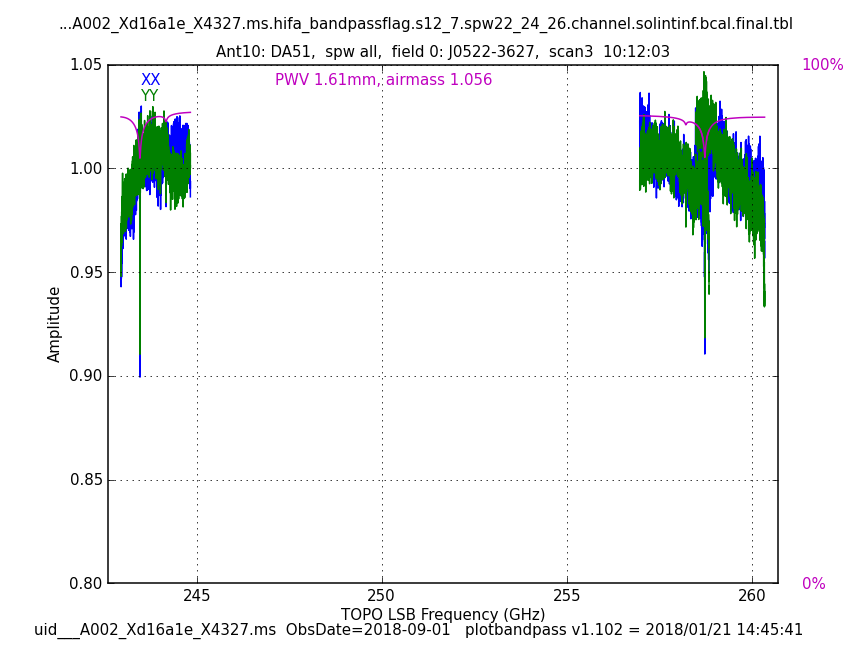 ...A002_Xd16a1e_X4327.ms.hifa_bandpassflag.s12_7.spw22_24_26.channel.solintinf.bcal.final.tbl
Ant10: DA51,  spw all,  field 0: J0522-3627,  scan3  10:12:03
1.05
XX
YY
PWV 1.61mm, airmass 1.056
100%
1.00
0.95
Amplitude
0.90
0.85
0.80
0%
245
250
255
260
TOPO LSB Frequency (GHz)
uid___A002_Xd16a1e_X4327.ms  ObsDate=2018-09-01   plotbandpass v1.102 = 2018/01/21 14:45:41